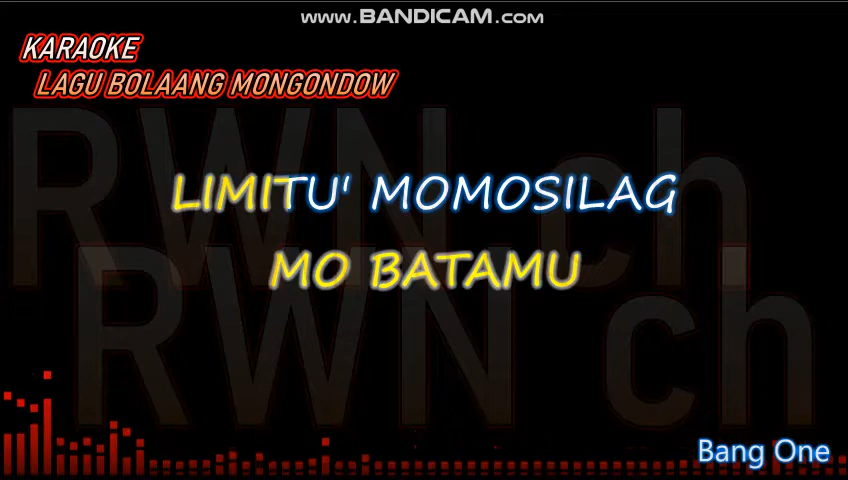 www.BANDICAM.com
KARAOKE
LAGU BOLAANG MONGONDOW
RWN ch
LIMITU' MOMOSILAG
MO BATAMU
RWN ch
Bang One